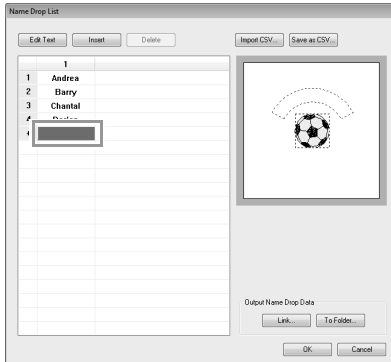 Name Drop List
Edit Text Insert Delete Import CSV... Save as CSV...
1
1 Andrea
2 Barry
3 Chantal
4
Output Name Drop Data
Link... To Folder...
OK Cancel